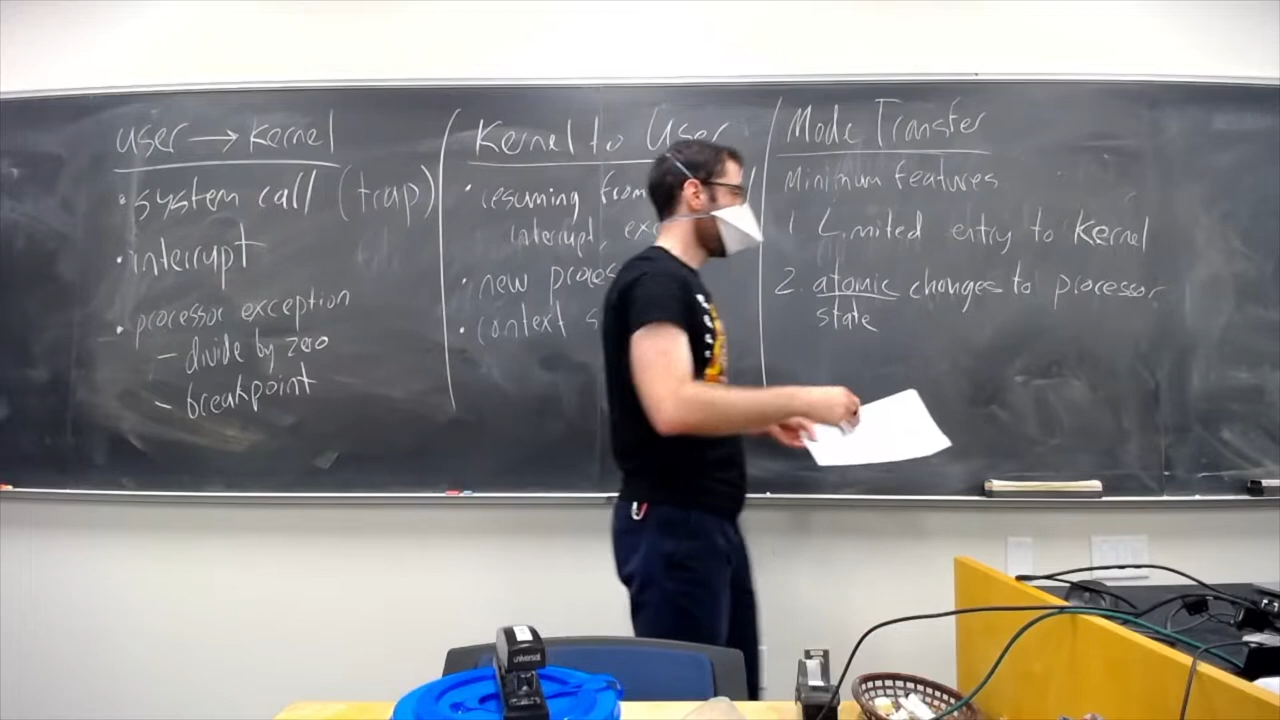 user → kernel
• system call (trap)
• interrupt
• processor exception
– divide by zero
– breakpoint
Kernel to User
• resuming from
interrupt,
• new
• context
Mode Transfer
Minimum features
1 Limited entry to Kernel
2. atomic changes to processor
state
universal